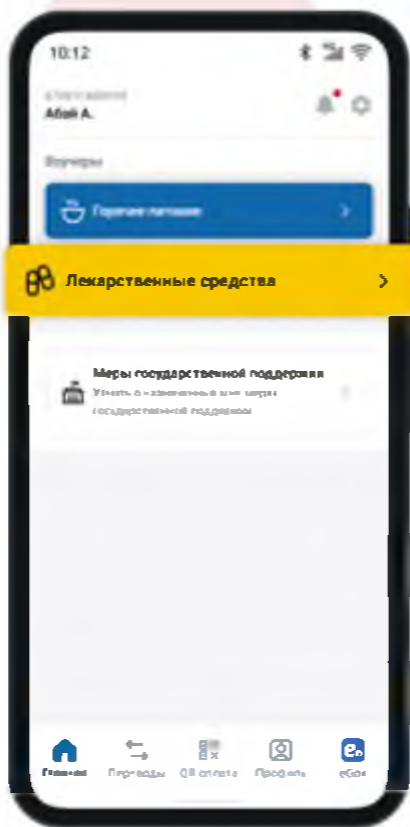 10:12
Абай А.
Ваучеры
Горячее питание
Лекарственные средства
Меры государственной поддержки
Узнать о назначенных мне мерах
государственной поддержки
Главная
Переводы
QR оплата
Профиль
eGov